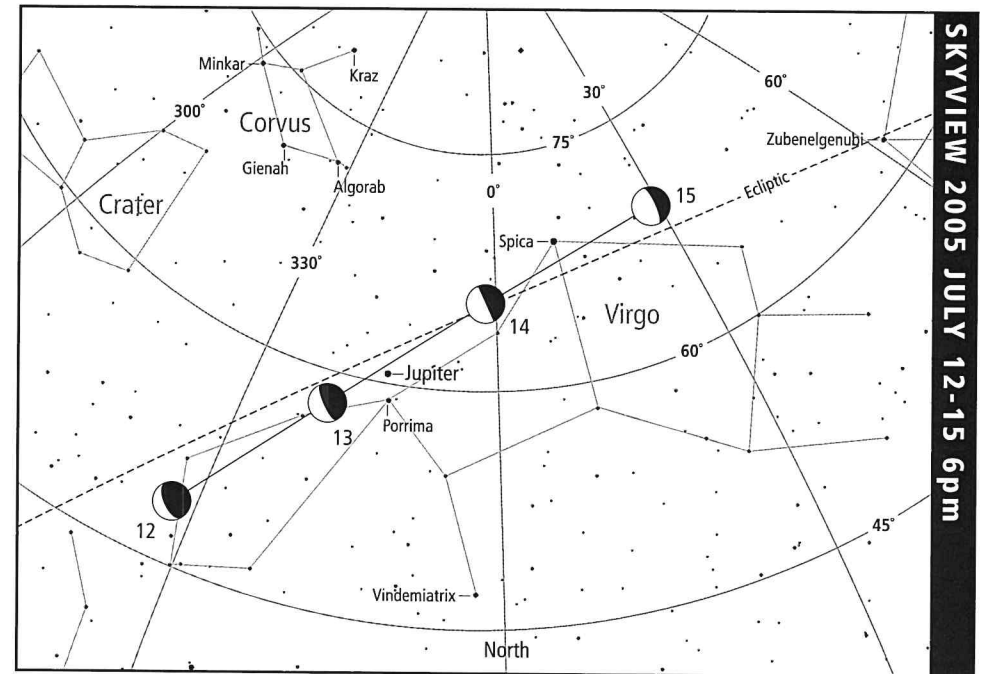 SKYVIEW 2005 JULY 12-15 6pm
Minkar
Kraz
300°
Corvus
30°
60°
75°
Zubenelgenubi
Gienah
Algorab
Crater
0°
15
Ecliptic
Spica
330°
14
Virgo
60°
Jupiter
13
Porrima
12
45°
Vindemiatrix
North